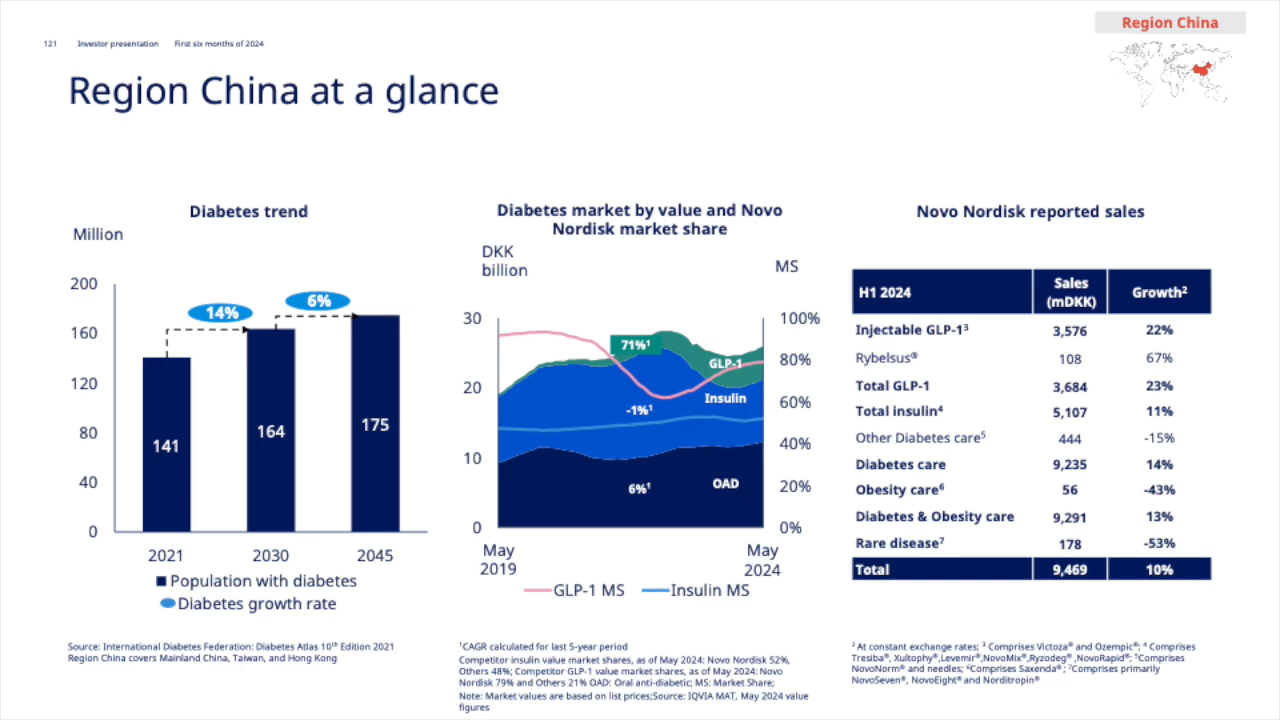 Region China
121 Investor presentation First six months of 2024
Region China at a glance
Diabetes trend
Million
200
160
120
80
40
0
14%
6%
141
164
175
2021 2030 2045
Population with diabetes
Diabetes growth rate
Source: International Diabetes Federation: Diabetes Atlas 10th Edition 2021
Region China covers Mainland China, Taiwan, and Hong Kong
Diabetes market by value and Novo
Nordisk market share
DKK
billion
MS
30
20
10
0
100%
80%
60%
40%
20%
0%
71%¹
GLP-1
Insulin
-1%¹
6%¹
OAD
May
2019
May
2024
GLP-1 MS Insulin MS
¹CAGR calculated for last 5-year period
Competitor insulin value market shares, as of May 2024: Novo Nordisk 52%,
Others 48%; Competitor GLP-1 value market shares, as of May 2024: Novo
Nordisk 79% and Others 21% OAD: Oral anti-diabetic; MS: Market Share;
Note: Market values are based on list prices;Source: IQVIA MAT, May 2024 value
figures
Novo Nordisk reported sales
H1 2024 Sales (mDKK) Growth²
Injectable GLP-1³ 3,576 22%
Rybelsus® 108 67%
Total GLP-1 3,684 23%
Total insulin⁴ 5,107 11%
Other Diabetes care⁵ 444 -15%
Diabetes care 9,235 14%
Obesity care⁶ 56 -43%
Diabetes & Obesity care 9,291 13%
Rare disease⁷ 178 -53%
Total 9,469 10%
² At constant exchange rates; ³ Comprises Victoza® and Ozempic®; ⁴ Comprises
Tresiba®, Xultophy®,Levemir®,NovoMix®,Ryzodeg® ,NovoRapid®; ⁵Comprises
NovoNorm® and needles; ⁶Comprises Saxenda® ; ⁷Comprises primarily
NovoSeven®, NovoEight® and Norditropin®